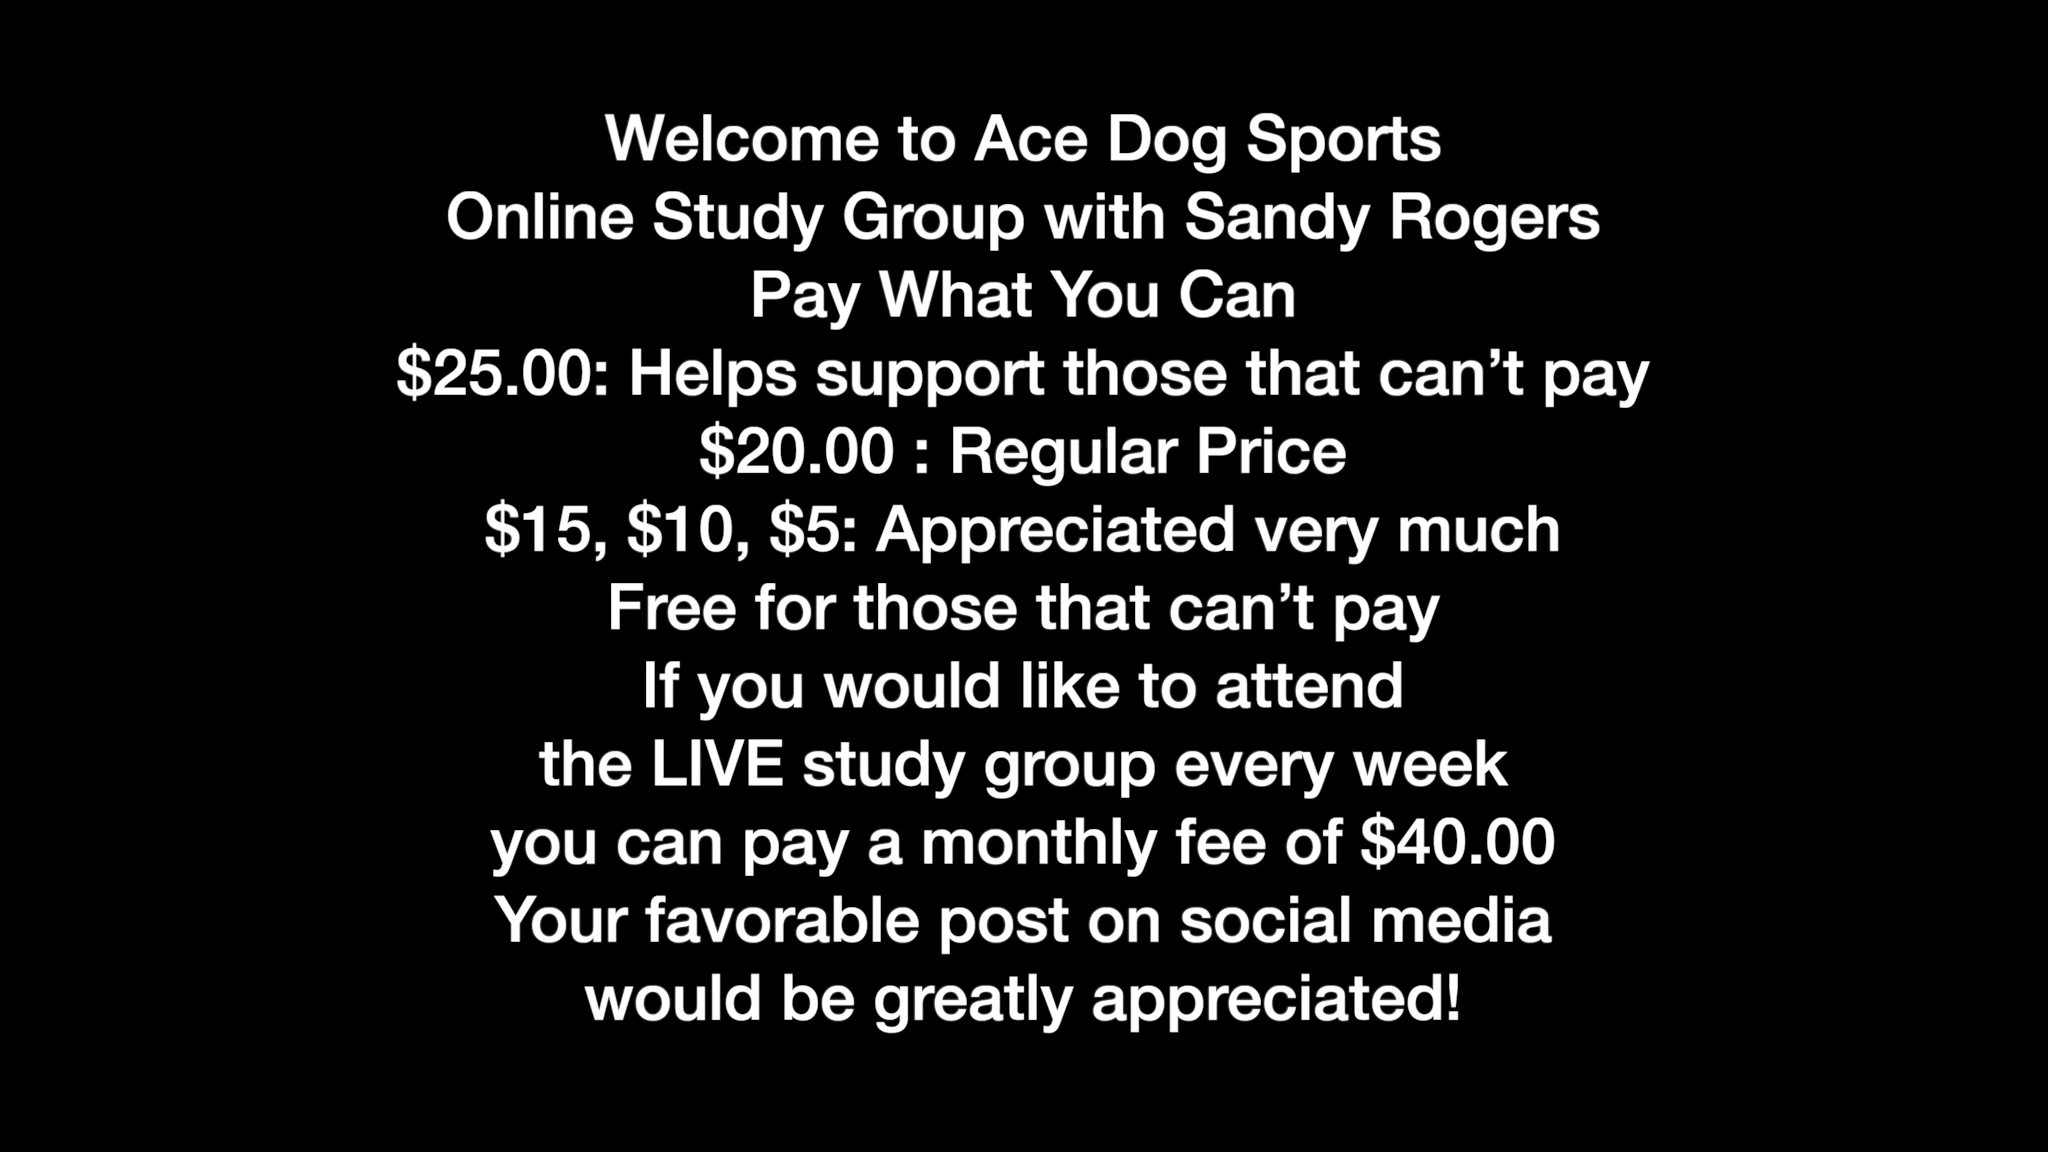 Welcome to Ace Dog Sports
Online Study Group with Sandy Rogers
Pay What You Can
$25.00: Helps support those that can’t pay
$20.00 : Regular Price
$15, $10, $5: Appreciated very much
Free for those that can’t pay
If you would like to attend
the LIVE study group every week
you can pay a monthly fee of $40.00
Your favorable post on social media
would be greatly appreciated!